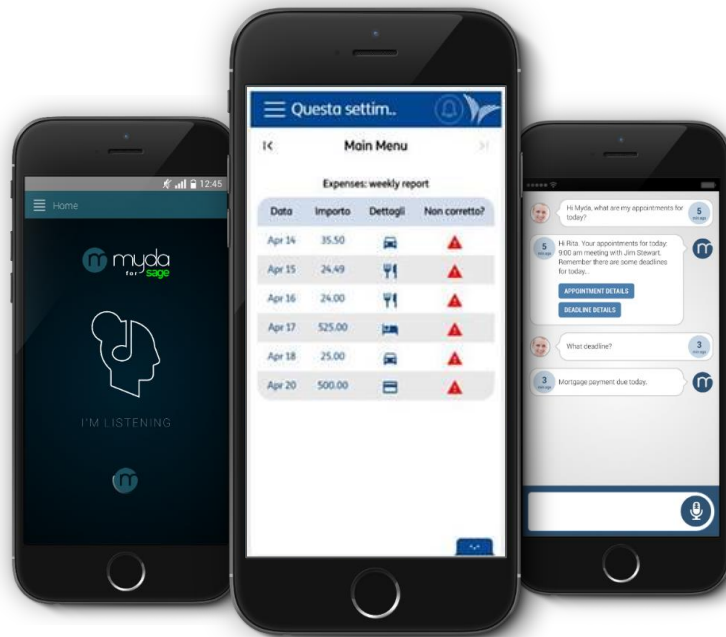 12:45
Home
myda
for sage
I'M LISTENING
Questa settim..
Main Menu
Expenses: weekly report
Data Importo Dettagli Non corretto?
Apr 14 35.50
Apr 15 24.49
Apr 16 24.00
Apr 17 525.00
Apr 18 25.00
Apr 20 500.00
Hi Myda, what are my appointments for
today?
5
5
Hi Rita. Your appointments for today:
9:00 am meeting with Jim Stewart.
Remember there are some deadlines
for today...
APPOINTMENT DETAILS
DEADLINE DETAILS
What deadline?
3
3
Mortgage payment due today.